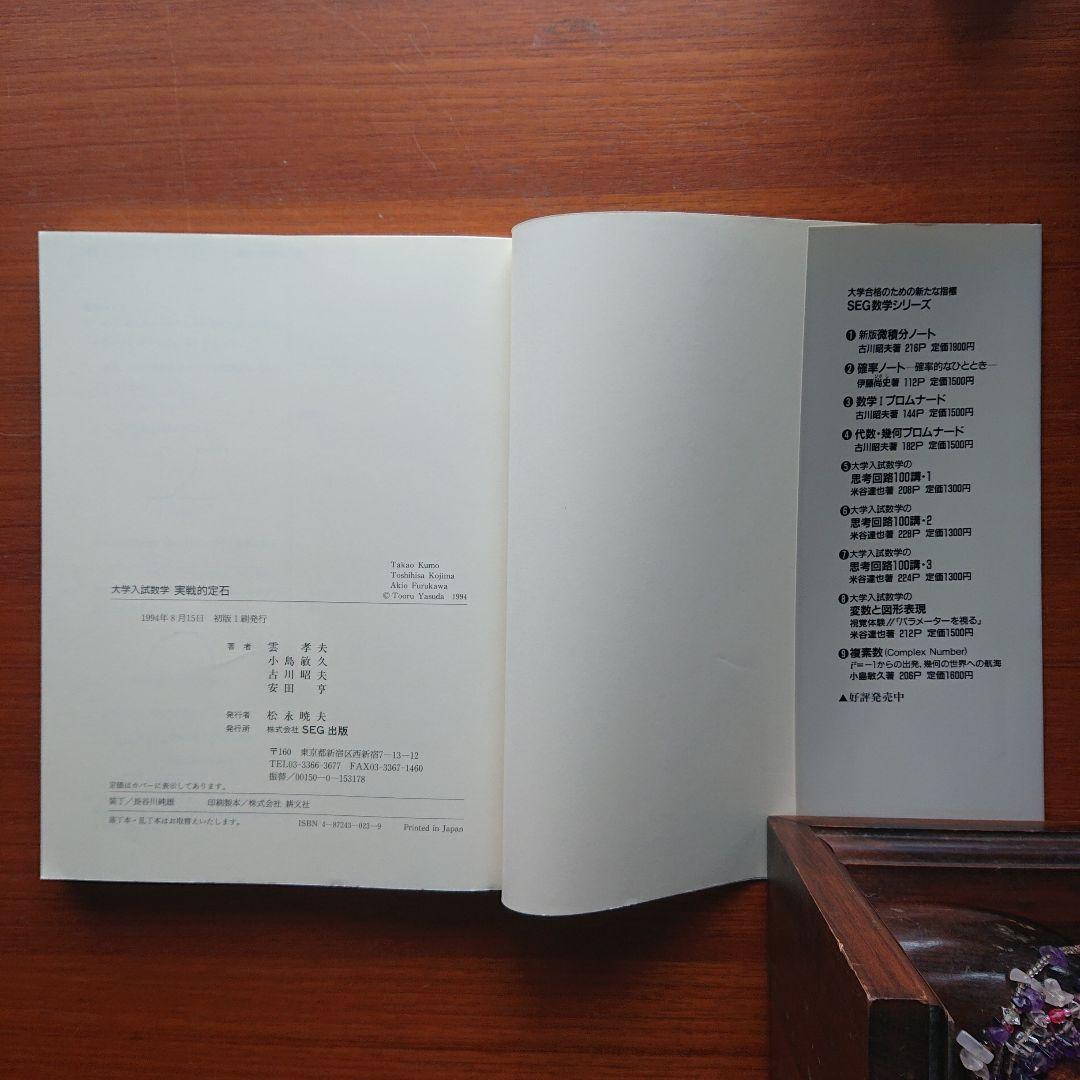 Takao Kumo
Toshihisa Kojima
Akio Furukawa
© Tooru Yasuda 1994
大学入試数学 実戦的定石
1994年8月15日 初版1刷発行
著者 雲 孝夫
小島敏久
古川昭夫
安田 亨
発行者 松永暁夫
発行所 株式会社 SEG 出版
〒160 東京都新宿区西新宿7-13-12
TEL03-3366-3677 FAX03-3367-1460
振替/00150-0-153178
定価はカバーに表示してあります。
装丁/長谷川純雄 印刷製本/株式会社 耕文社
落丁本・乱丁本はお取替えいたします。 ISBN 4-87243-023-9 Printed in Japan
大学合格のための新たな指標
SEG数学シリーズ
❶新版微積分ノート
古川昭夫著 216P 定価1900円
❷確率ノート―確率的なひととき―
伊藤尚史著 112P 定価1500円
❸数学Ⅰプロムナード
古川昭夫著 144P 定価1500円
❹代数・幾何プロムナード
古川昭夫著 182P 定価1500円
❺大学入試数学の
思考回路100講・1
米谷達也著 208P 定価1300円
❻大学入試数学の
思考回路100講・2
米谷達也著 228P 定価1300円
❼大学入試数学の
思考回路100講・3
米谷達也著 224P 定価1300円
❽大学入試数学の
変数と図形表現
視覚体験//「パラメーターを視る」
米谷達也著 212P 定価1500円
❾複素数(Complex Number)
i²=-1からの出発、幾何の世界への航海
小島敏久著 206P 定価1600円
▲好評発売中